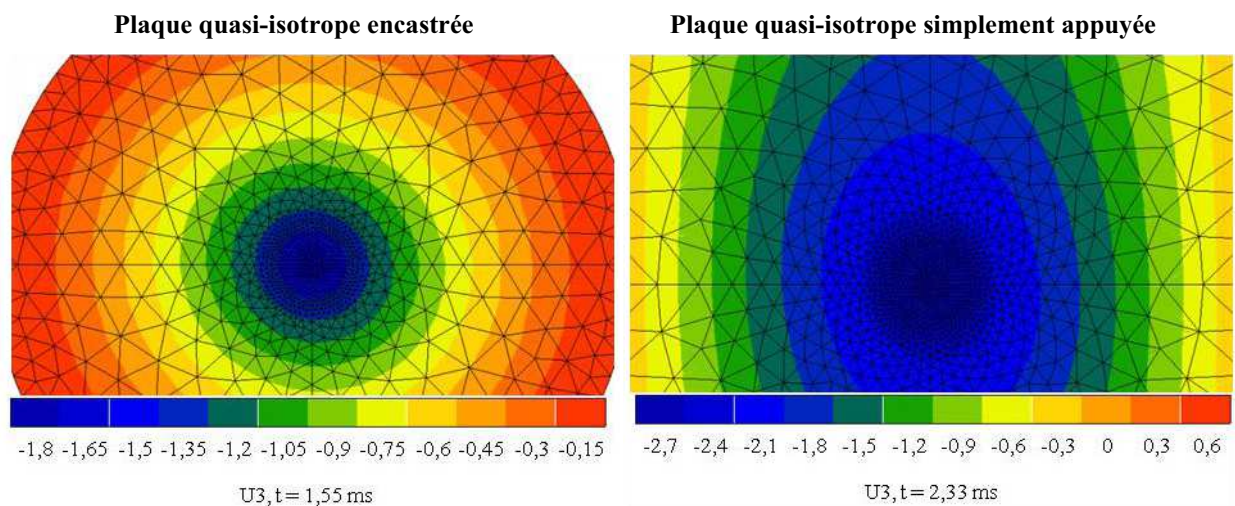 Plaque quasi-isotrope encastrée
Plaque quasi-isotrope simplement appuyée
-1,8 -1,65 -1,5 -1,35 -1,2 -1,05 -0,9 -0,75 -0,6 -0,45 -0,3 -0,15
-2,7 -2,4 -2,1 -1,8 -1,5 -1,2 -0,9 -0,6 -0,3 0 0,3 0,6
U3, t= 1,55 ms
U3, t= 2,33 ms